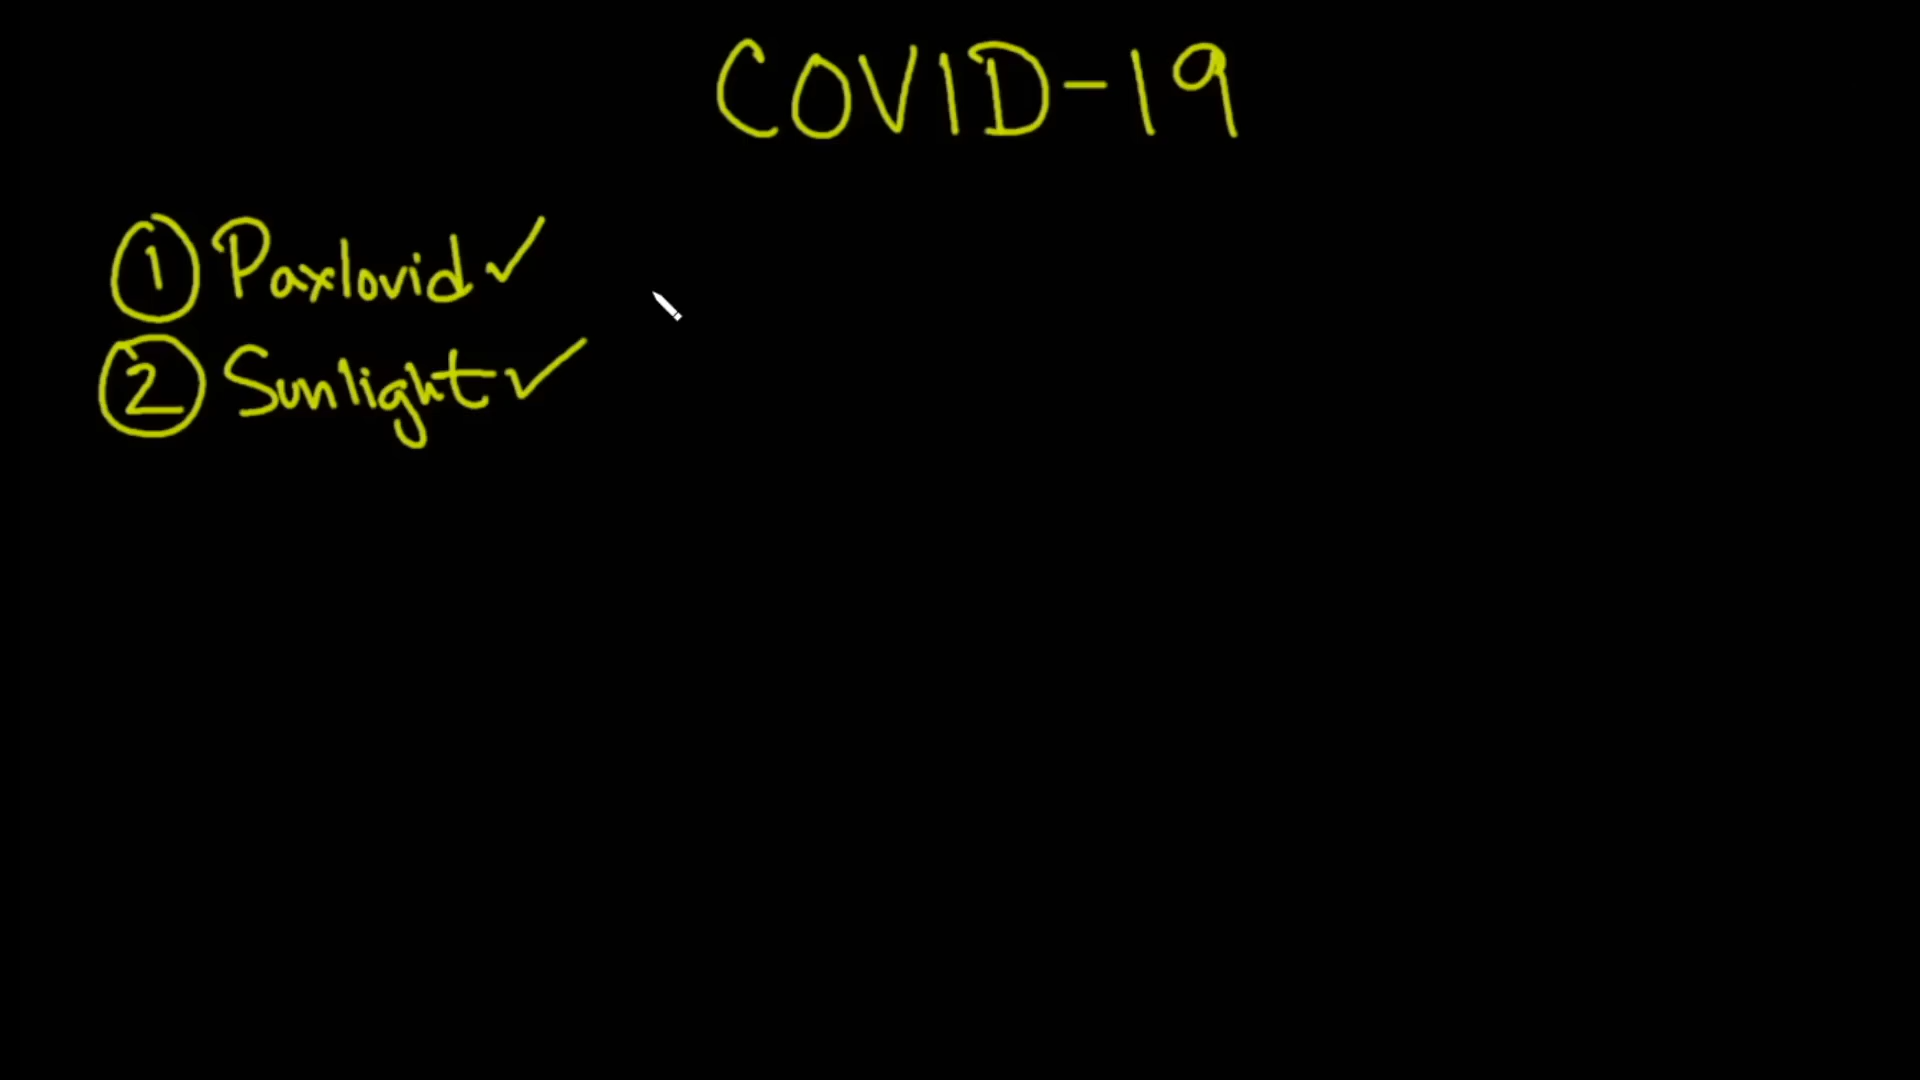 COVID-19
① Paxlovid ✓
② Sunlight ✓